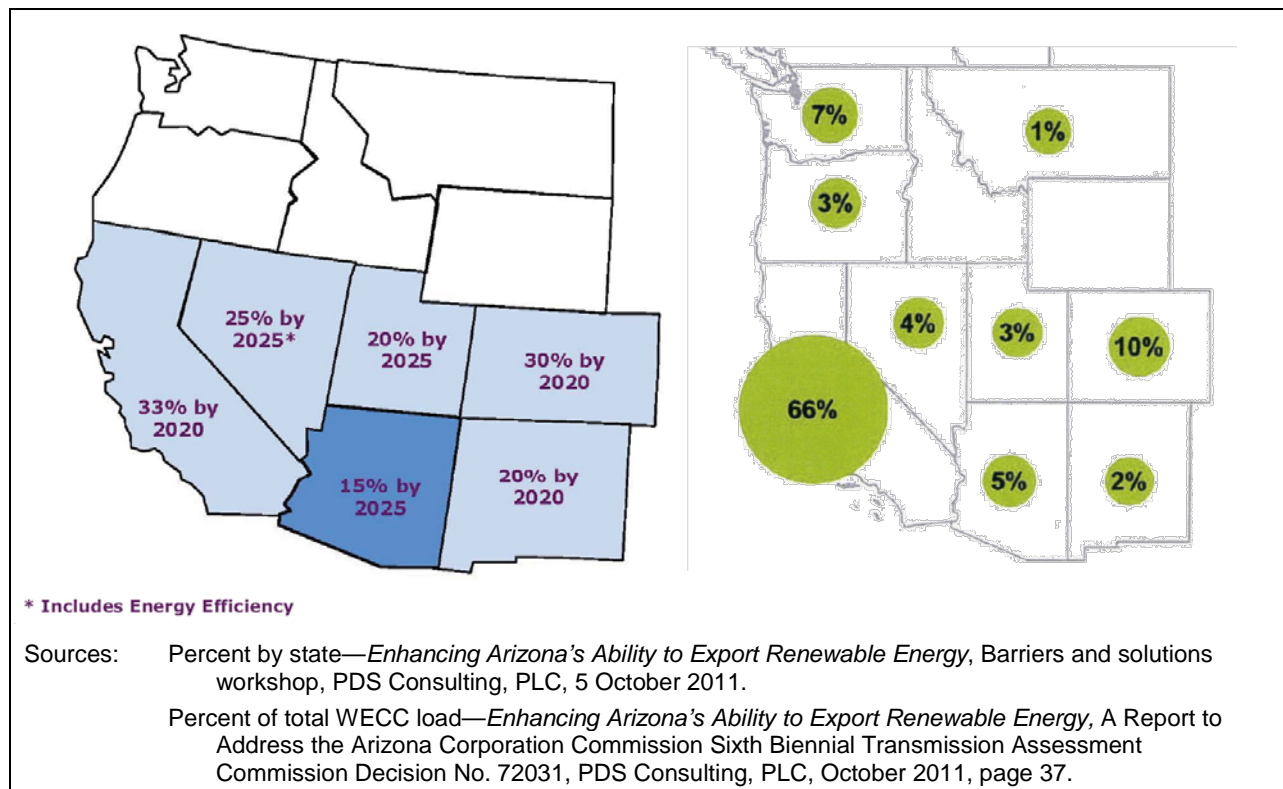 25% by
2025*
20% by
2025
30% by
2020
33% by
2020
15% by
2025
20% by
2020
* Includes Energy Efficiency
7%
1%
3%
4%
3%
10%
66%
5%
2%
Sources: Percent by state—Enhancing Arizona’s Ability to Export Renewable Energy, Barriers and solutions
workshop, PDS Consulting, PLC, 5 October 2011.
Percent of total WECC load—Enhancing Arizona’s Ability to Export Renewable Energy, A Report to
Address the Arizona Corporation Commission Sixth Biennial Transmission Assessment
Commission Decision No. 72031, PDS Consulting, PLC, October 2011, page 37.